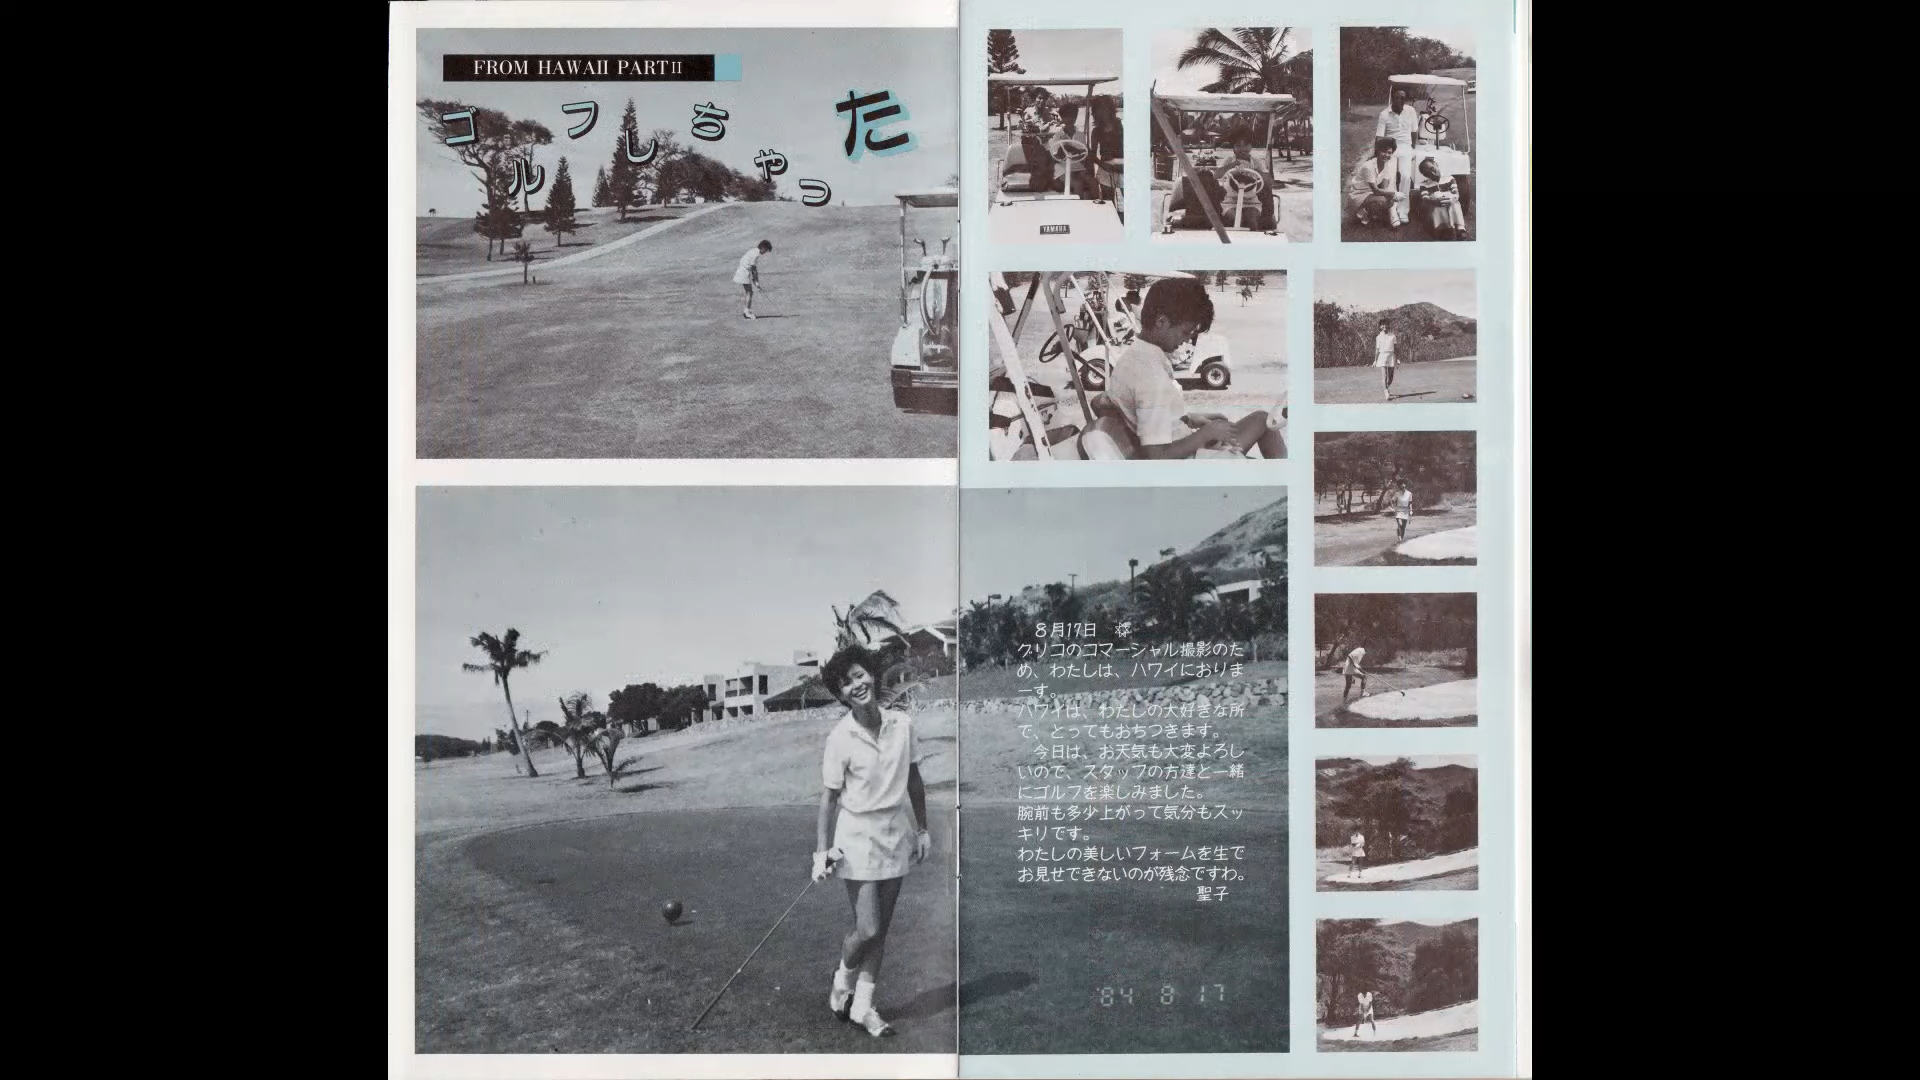 FROM HAWAII PARTⅡ
ゴルフしちゃった
YAMAHA
8月17日
グリコのコマーシャル撮影のた
め、わたしは、ハワイにおりま
ーす。
ハワイは、わたしの大好きな所
で、とってもおちつきます。
今日は、お天気も大変よろし
いので、スタッフの方達と一緒
にゴルフを楽しみました。
腕前も多少上がって気分もスッ
キリです。
わたしの美しいフォームを生で
お見せできないのが残念ですわ。
聖子
'84 8 17